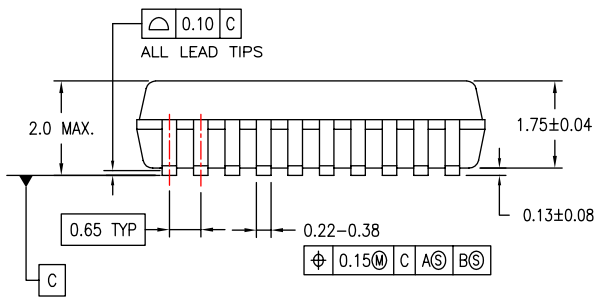 ⌓ 0.10 C
ALL LEAD TIPS
2.0 MAX.
1.75±0.04
0.65 TYP
0.22-0.38
0.13±0.08
⌖ 0.15Ⓜ C AⓈ BⓈ
C